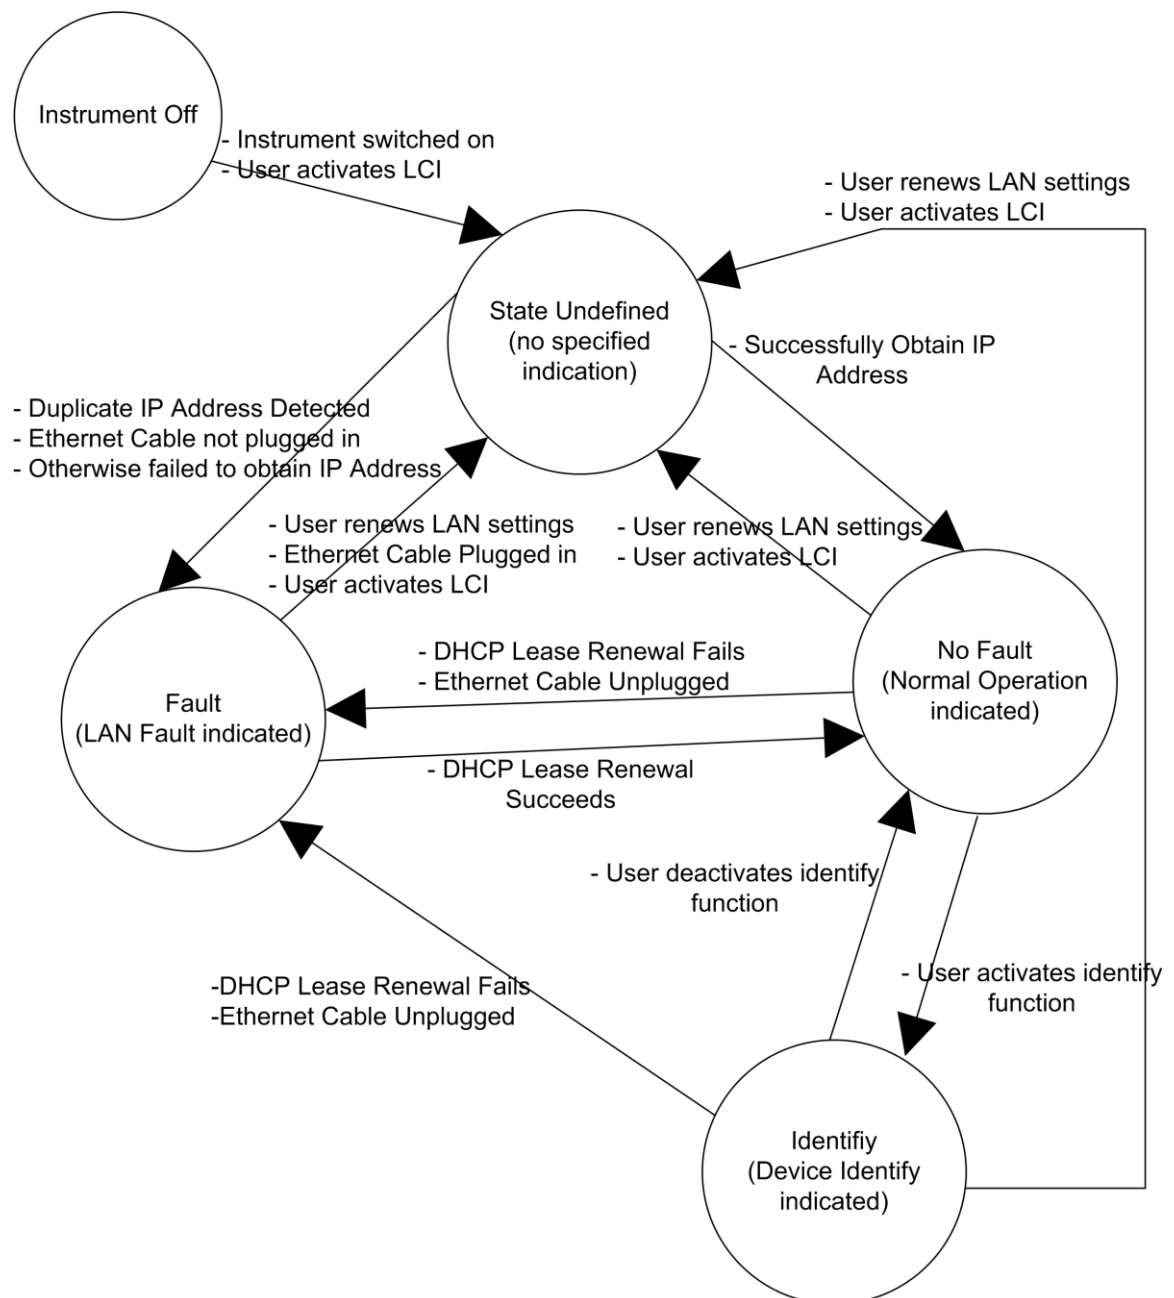 Instrument Off
- Instrument switched on
- User activates LCI
- User renews LAN settings
- User activates LCI
State Undefined
(no specified
indication)
- Successfully Obtain IP
Address
- Duplicate IP Address Detected
- Ethernet Cable not plugged in
- Otherwise failed to obtain IP Address
- User renews LAN settings
- Ethernet Cable Plugged in
- User activates LCI
- User renews LAN settings
- User activates LCI
No Fault
(Normal Operation
indicated)
- DHCP Lease Renewal Fails
- Ethernet Cable Unplugged
Fault
(LAN Fault indicated)
- DHCP Lease Renewal
Succeeds
- User deactivates identify
function
- User activates identify
function
-DHCP Lease Renewal Fails
-Ethernet Cable Unplugged
Identifiy
(Device Identify
indicated)